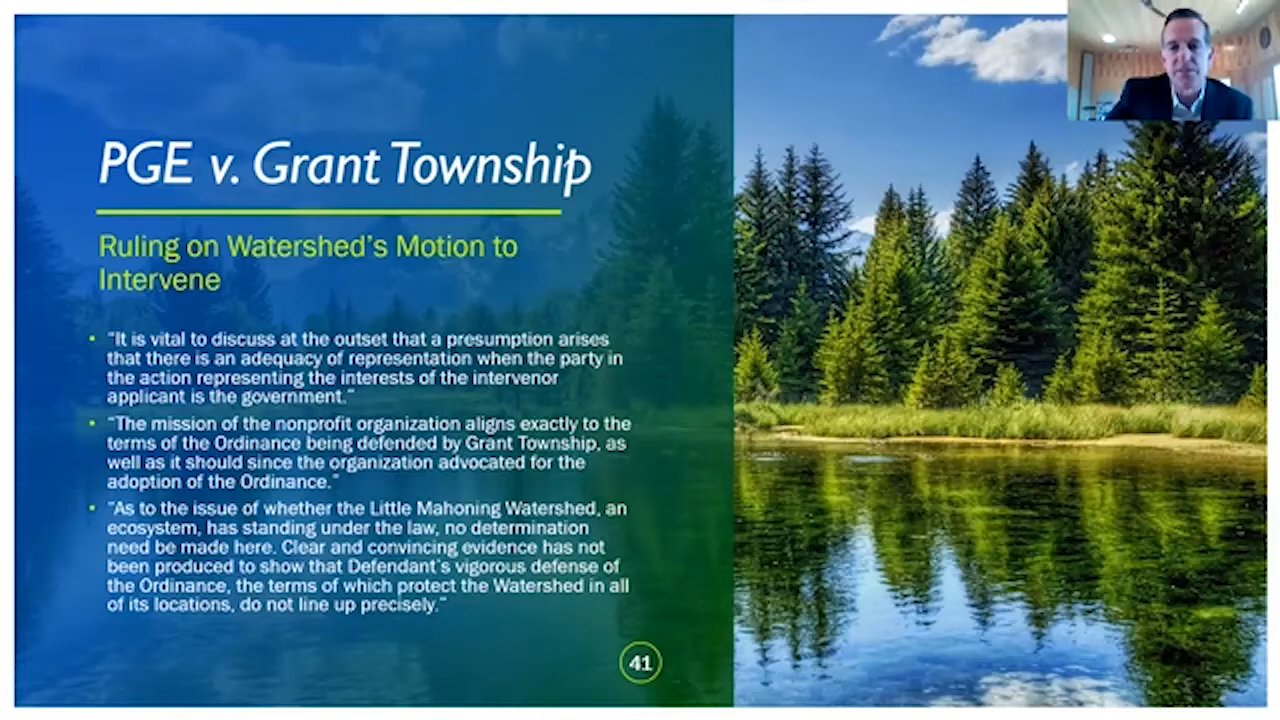 PGE v. Grant Township
Ruling on Watershed's Motion to
Intervene
• "It is vital to discuss at the outset that a presumption arises
that there is an adequacy of representation when the party in
the action representing the interests of the intervenor
applicant is the government."
• "The mission of the nonprofit organization aligns exactly to the
terms of the Ordinance being defended by Grant Township, as
well as it should since the organization advocated for the
adoption of the Ordinance."
• "As to the issue of whether the Little Mahoning Watershed, an
ecosystem, has standing under the law, no determination
need be made here. Clear and convincing evidence has not
been produced to show that Defendant's vigorous defense of
the Ordinance, the terms of which protect the Watershed in all
of its locations, do not line up precisely."
41